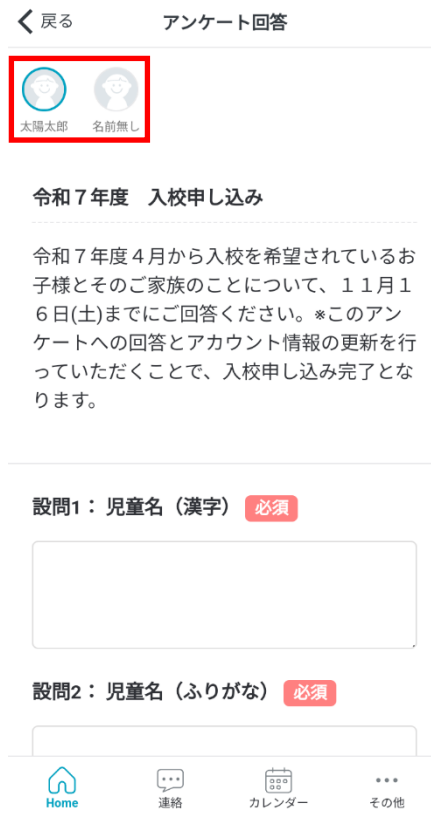 戻る
アンケート回答
太陽太郎
名前無し
令和７年度　入校申し込み
令和７年度４月から入校を希望されているお
子様とそのご家族のことについて、１１月１
６日(土)までにご回答ください。※このアン
ケートへの回答とアカウント情報の更新を行
っていただくことで、入校申し込み完了とな
ります。
設問1： 児童名（漢字） 必須
設問2： 児童名（ふりがな） 必須
Home
連絡
カレンダー
その他